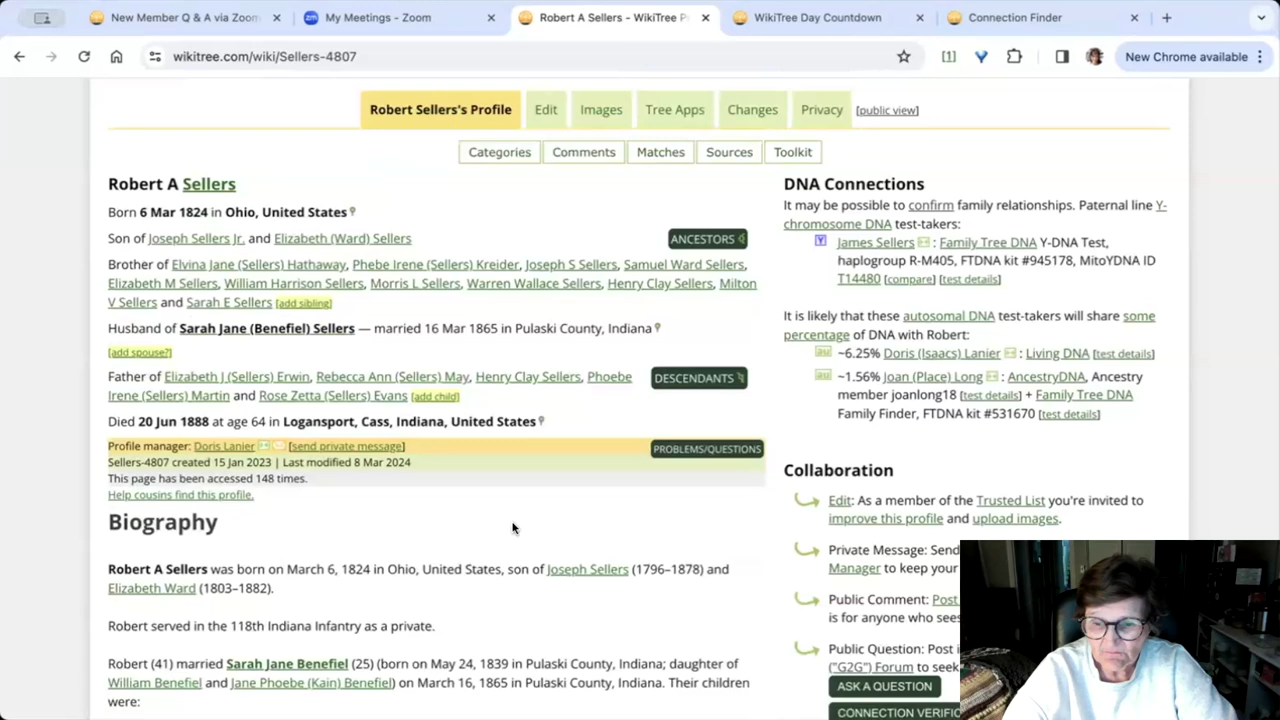 New Member Q & A via Zoom
My Meetings - Zoom
Robert A Sellers - WikiTree P
WikiTree Day Countdown
Connection Finder
wikitree.com/wiki/Sellers-4807
[1]
New Chrome available
Robert Sellers's Profile
Edit
Images
Tree Apps
Changes
Privacy
[public view]
Categories
Comments
Matches
Sources
Toolkit
Robert A Sellers
Born 6 Mar 1824 in Ohio, United States
Son of Joseph Sellers Jr. and Elizabeth (Ward) Sellers
ANCESTORS
Brother of Elvina Jane (Sellers) Hathaway, Phebe Irene (Sellers) Kreider, Joseph S Sellers, Samuel Ward Sellers,
Elizabeth M Sellers, William Harrison Sellers, Morris L Sellers, Warren Wallace Sellers, Henry Clay Sellers, Milton
V Sellers and Sarah E Sellers [add sibling]
Husband of Sarah Jane (Benefiel) Sellers — married 16 Mar 1865 in Pulaski County, Indiana
[add spouse?]
Father of Elizabeth J (Sellers) Erwin, Rebecca Ann (Sellers) May, Henry Clay Sellers, Phoebe
Irene (Sellers) Martin and Rose Zetta (Sellers) Evans [add child]
DESCENDANTS
Died 20 Jun 1888 at age 64 in Logansport, Cass, Indiana, United States
Profile manager: Doris Lanier [send private message]
PROBLEMS/QUESTIONS
Sellers-4807 created 15 Jan 2023 | Last modified 8 Mar 2024
This page has been accessed 148 times.
Help cousins find this profile.
Biography
Robert A Sellers was born on March 6, 1824 in Ohio, United States, son of Joseph Sellers (1796–1878) and
Elizabeth Ward (1803–1882).
Robert served in the 118th Indiana Infantry as a private.
Robert (41) married Sarah Jane Benefiel (25) (born on May 24, 1839 in Pulaski County, Indiana; daughter of
William Benefiel and Jane Phoebe (Kain) Benefiel) on March 16, 1865 in Pulaski County, Indiana. Their children
were:
DNA Connections
It may be possible to confirm family relationships. Paternal line Y-
chromosome DNA test-takers:
Y James Sellers : Family Tree DNA Y-DNA Test,
haplogroup R-M405, FTDNA kit #945178, MitoYDNA ID
T14480 [compare] [test details]
It is likely that these autosomal DNA test-takers will share some
percentage of DNA with Robert:
au ~6.25% Doris (Isaacs) Lanier : Living DNA [test details]
au ~1.56% Joan (Place) Long : AncestryDNA, Ancestry
member joanlong18 [test details] + Family Tree DNA
Family Finder, FTDNA kit #531670 [test details]
Collaboration
Edit: As a member of the Trusted List you're invited to
improve this profile and upload images.
Private Message: Send
Manager to keep your
Public Comment: Post
is for anyone who sees
Public Question: Post
("G2G") Forum to seek
ASK A QUESTION
CONNECTION VERIFIC